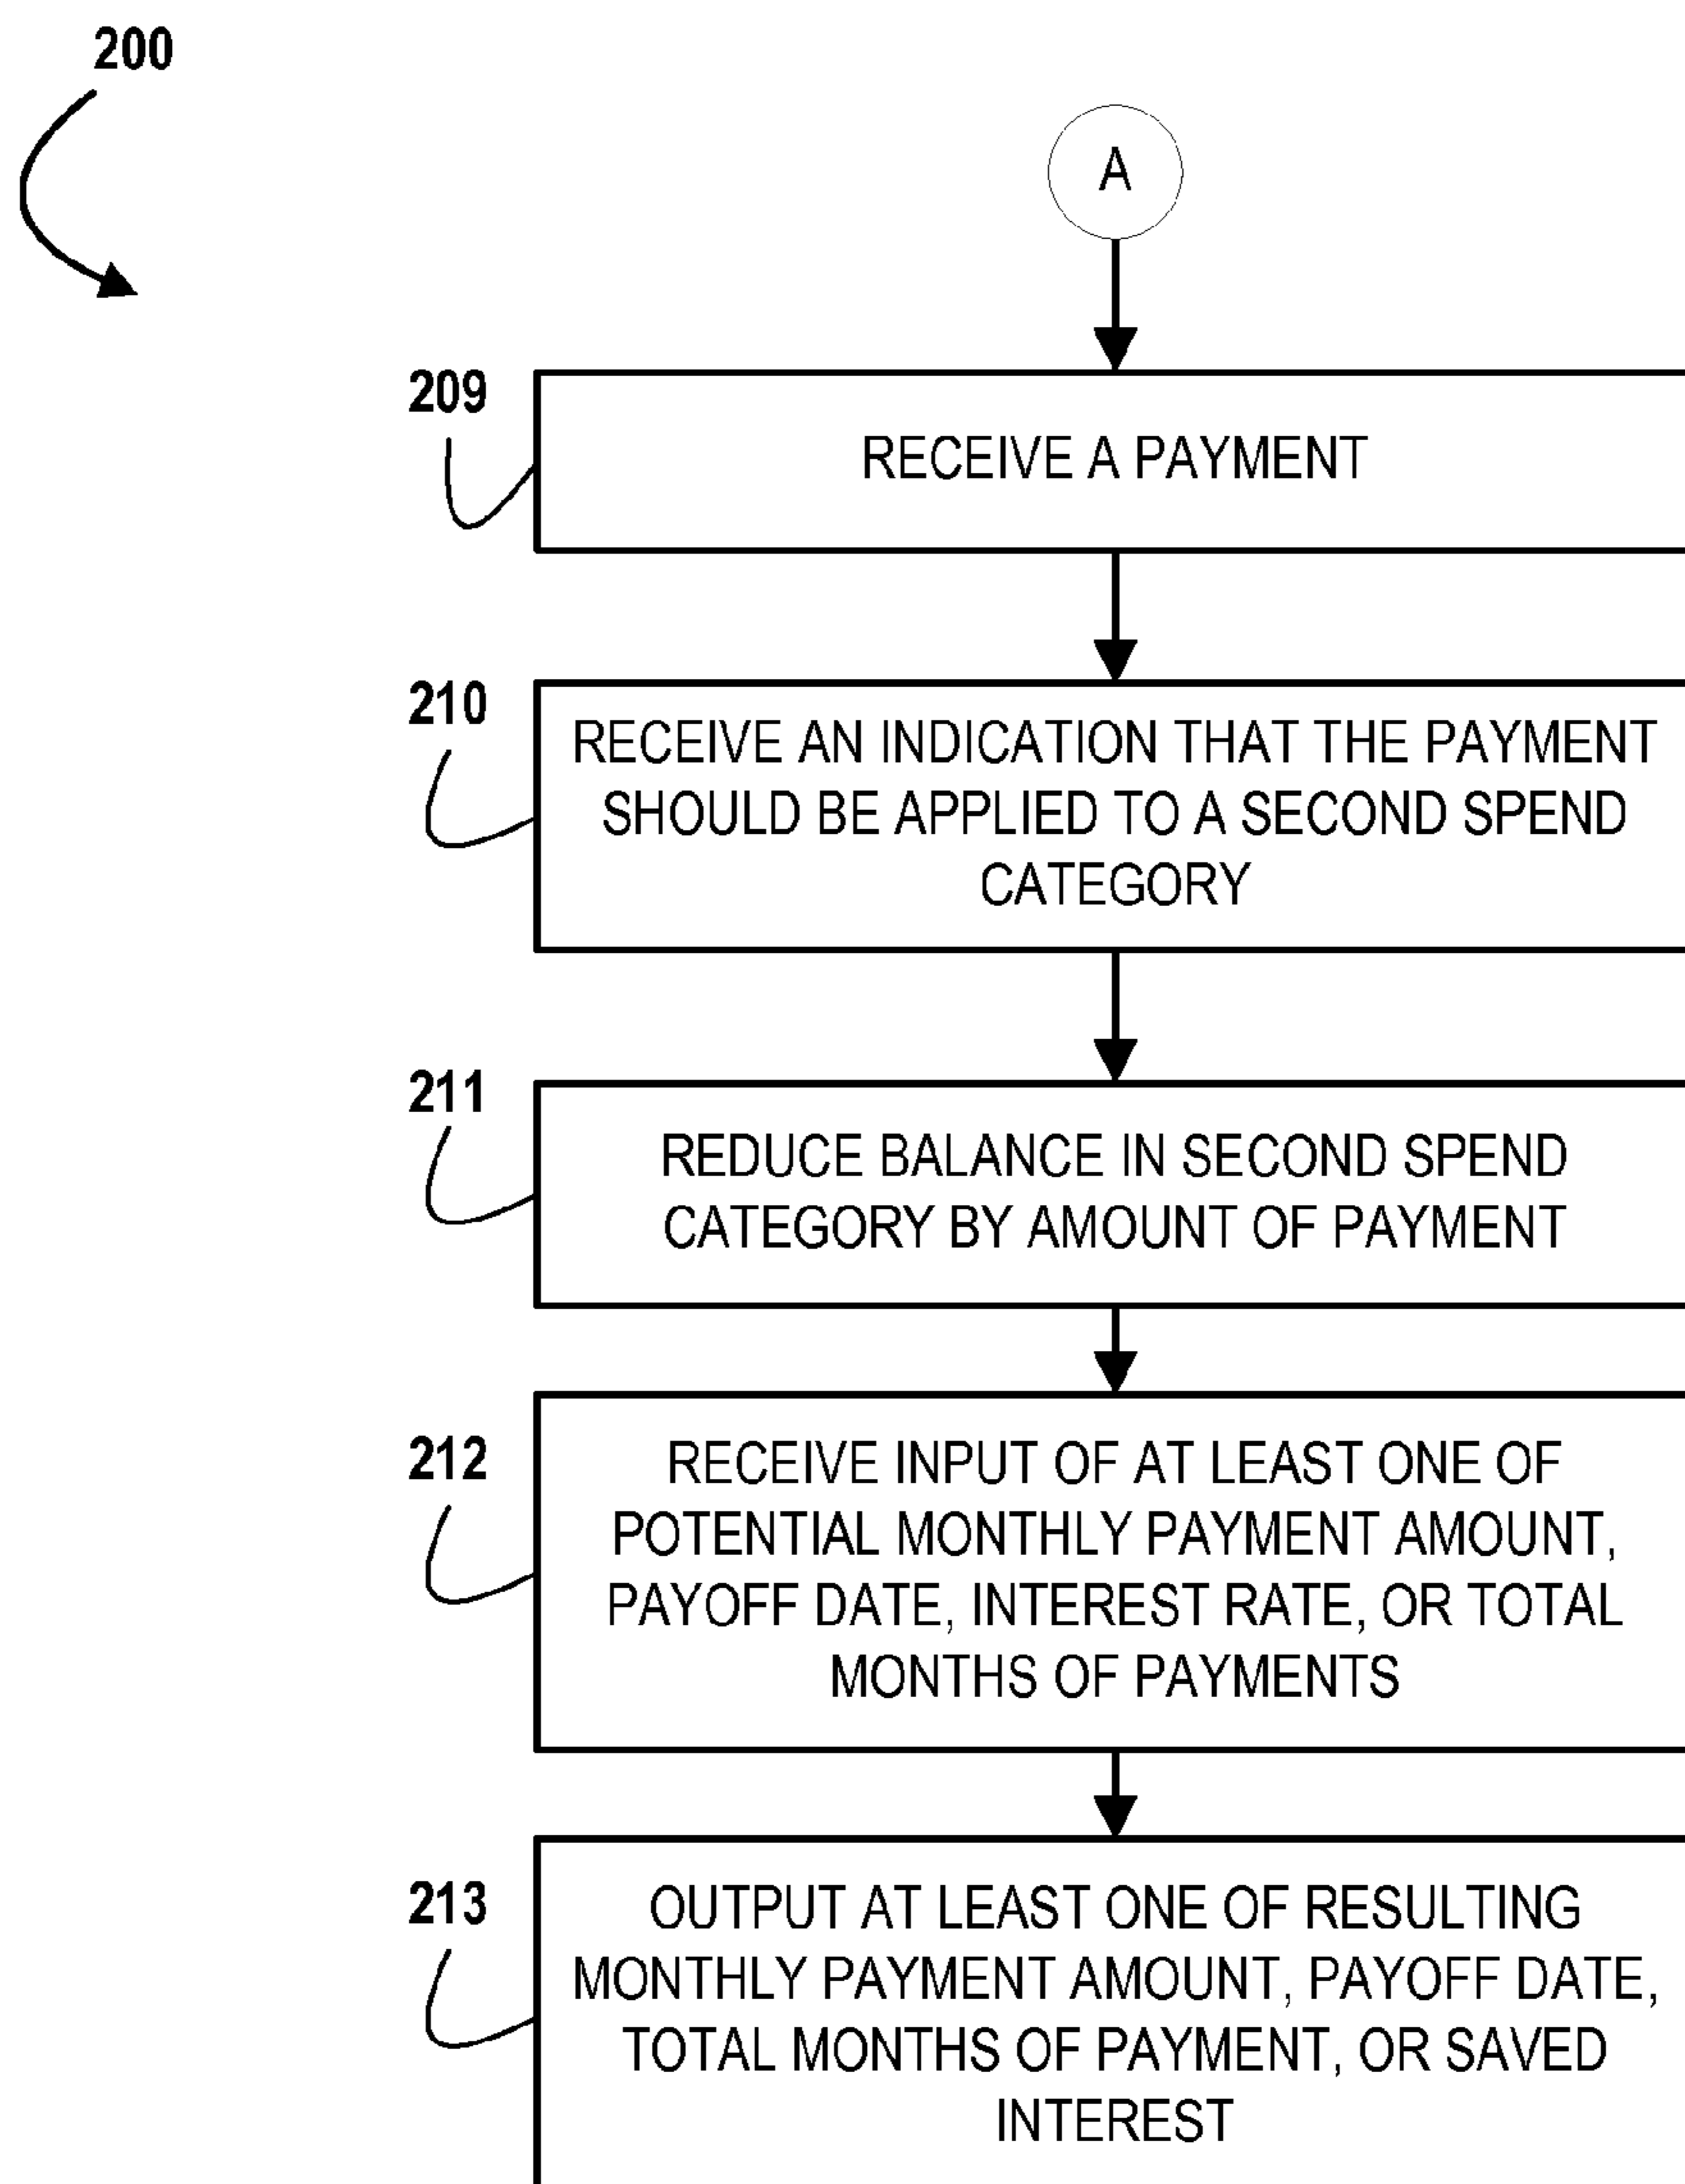 200
A
209
RECEIVE A PAYMENT
210
RECEIVE AN INDICATION THAT THE PAYMENT
SHOULD BE APPLIED TO A SECOND SPEND
CATEGORY
211
REDUCE BALANCE IN SECOND SPEND
CATEGORY BY AMOUNT OF PAYMENT
212
RECEIVE INPUT OF AT LEAST ONE OF
POTENTIAL MONTHLY PAYMENT AMOUNT,
PAYOFF DATE, INTEREST RATE, OR TOTAL
MONTHS OF PAYMENTS
213
OUTPUT AT LEAST ONE OF RESULTING
MONTHLY PAYMENT AMOUNT, PAYOFF DATE,
TOTAL MONTHS OF PAYMENT, OR SAVED
INTEREST